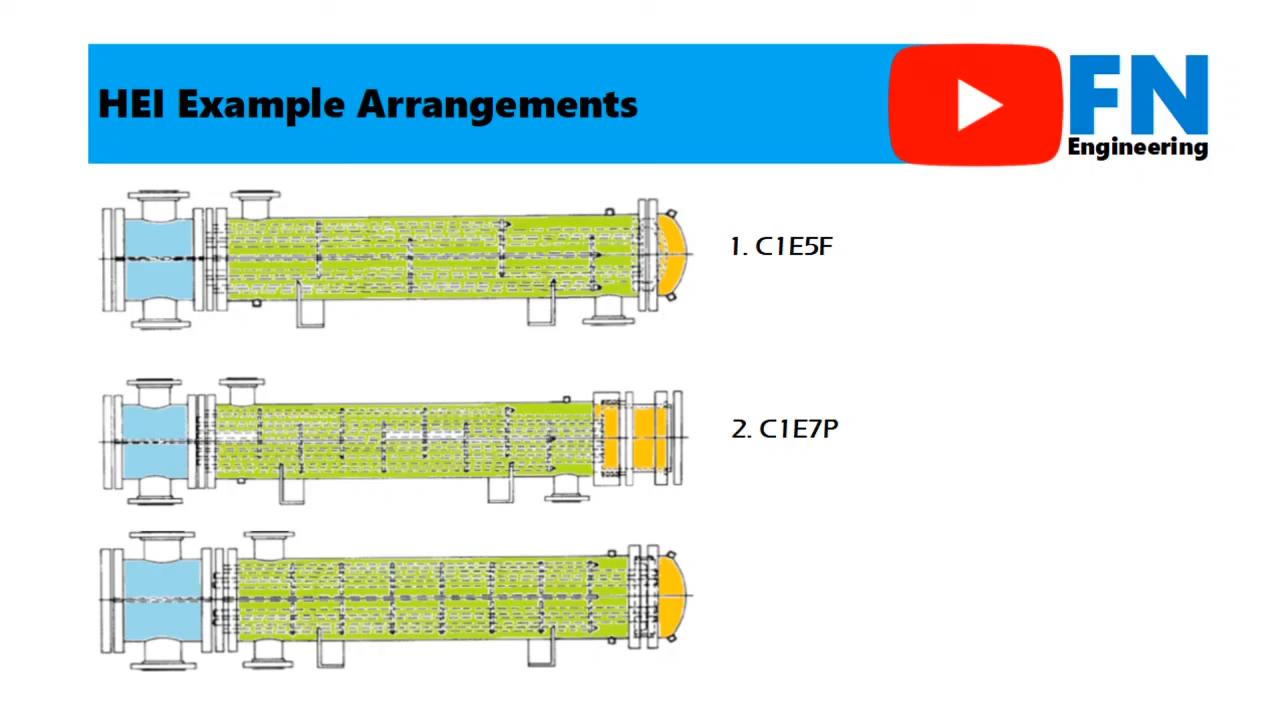 HEI Example Arrangements
FN
Engineering
1. C1E5F
2. C1E7P